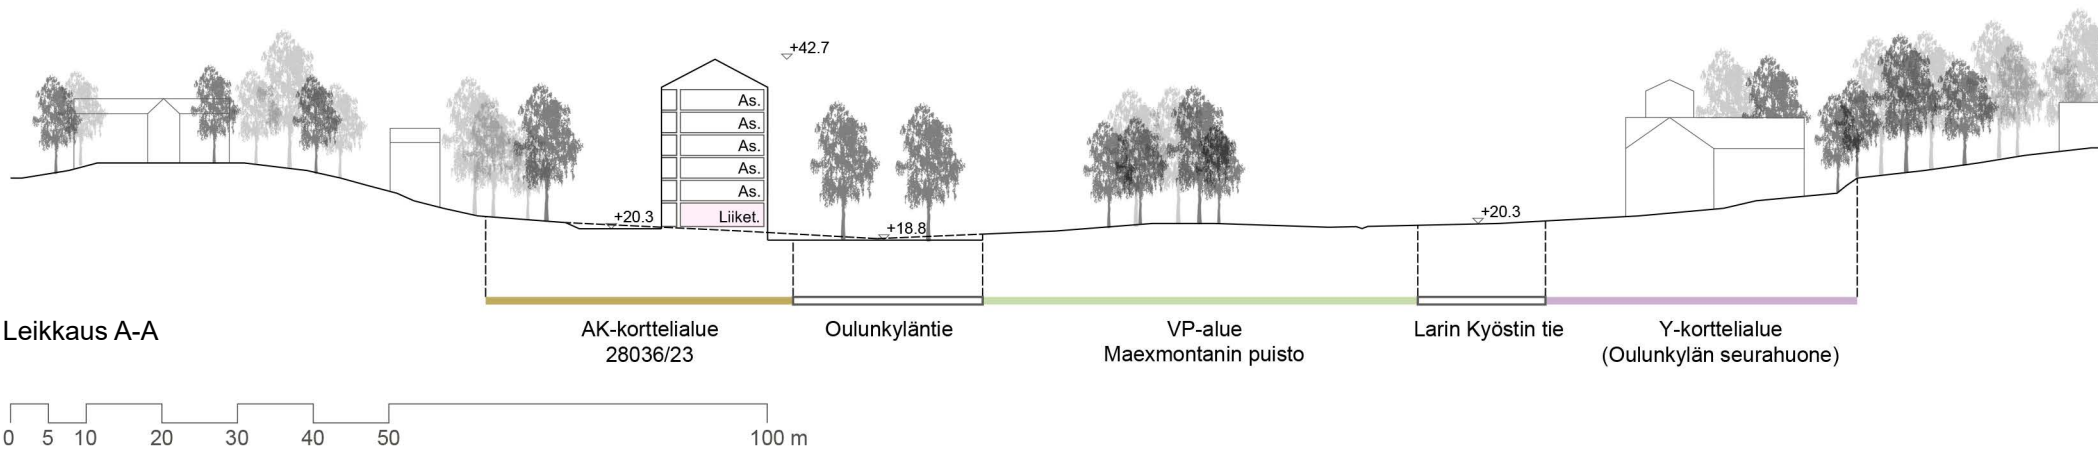 +42.7
As.
As.
As.
As.
As.
Liiket.
+20.3
+18.8
+20.3
Leikkaus A-A
AK-korttelialue
28036/23
Oulunkyläntie
VP-alue
Maexmontanin puisto
Larin Kyöstin tie
Y-korttelialue
(Oulunkylän seurahuone)
0 5 10 20 30 40 50 100 m